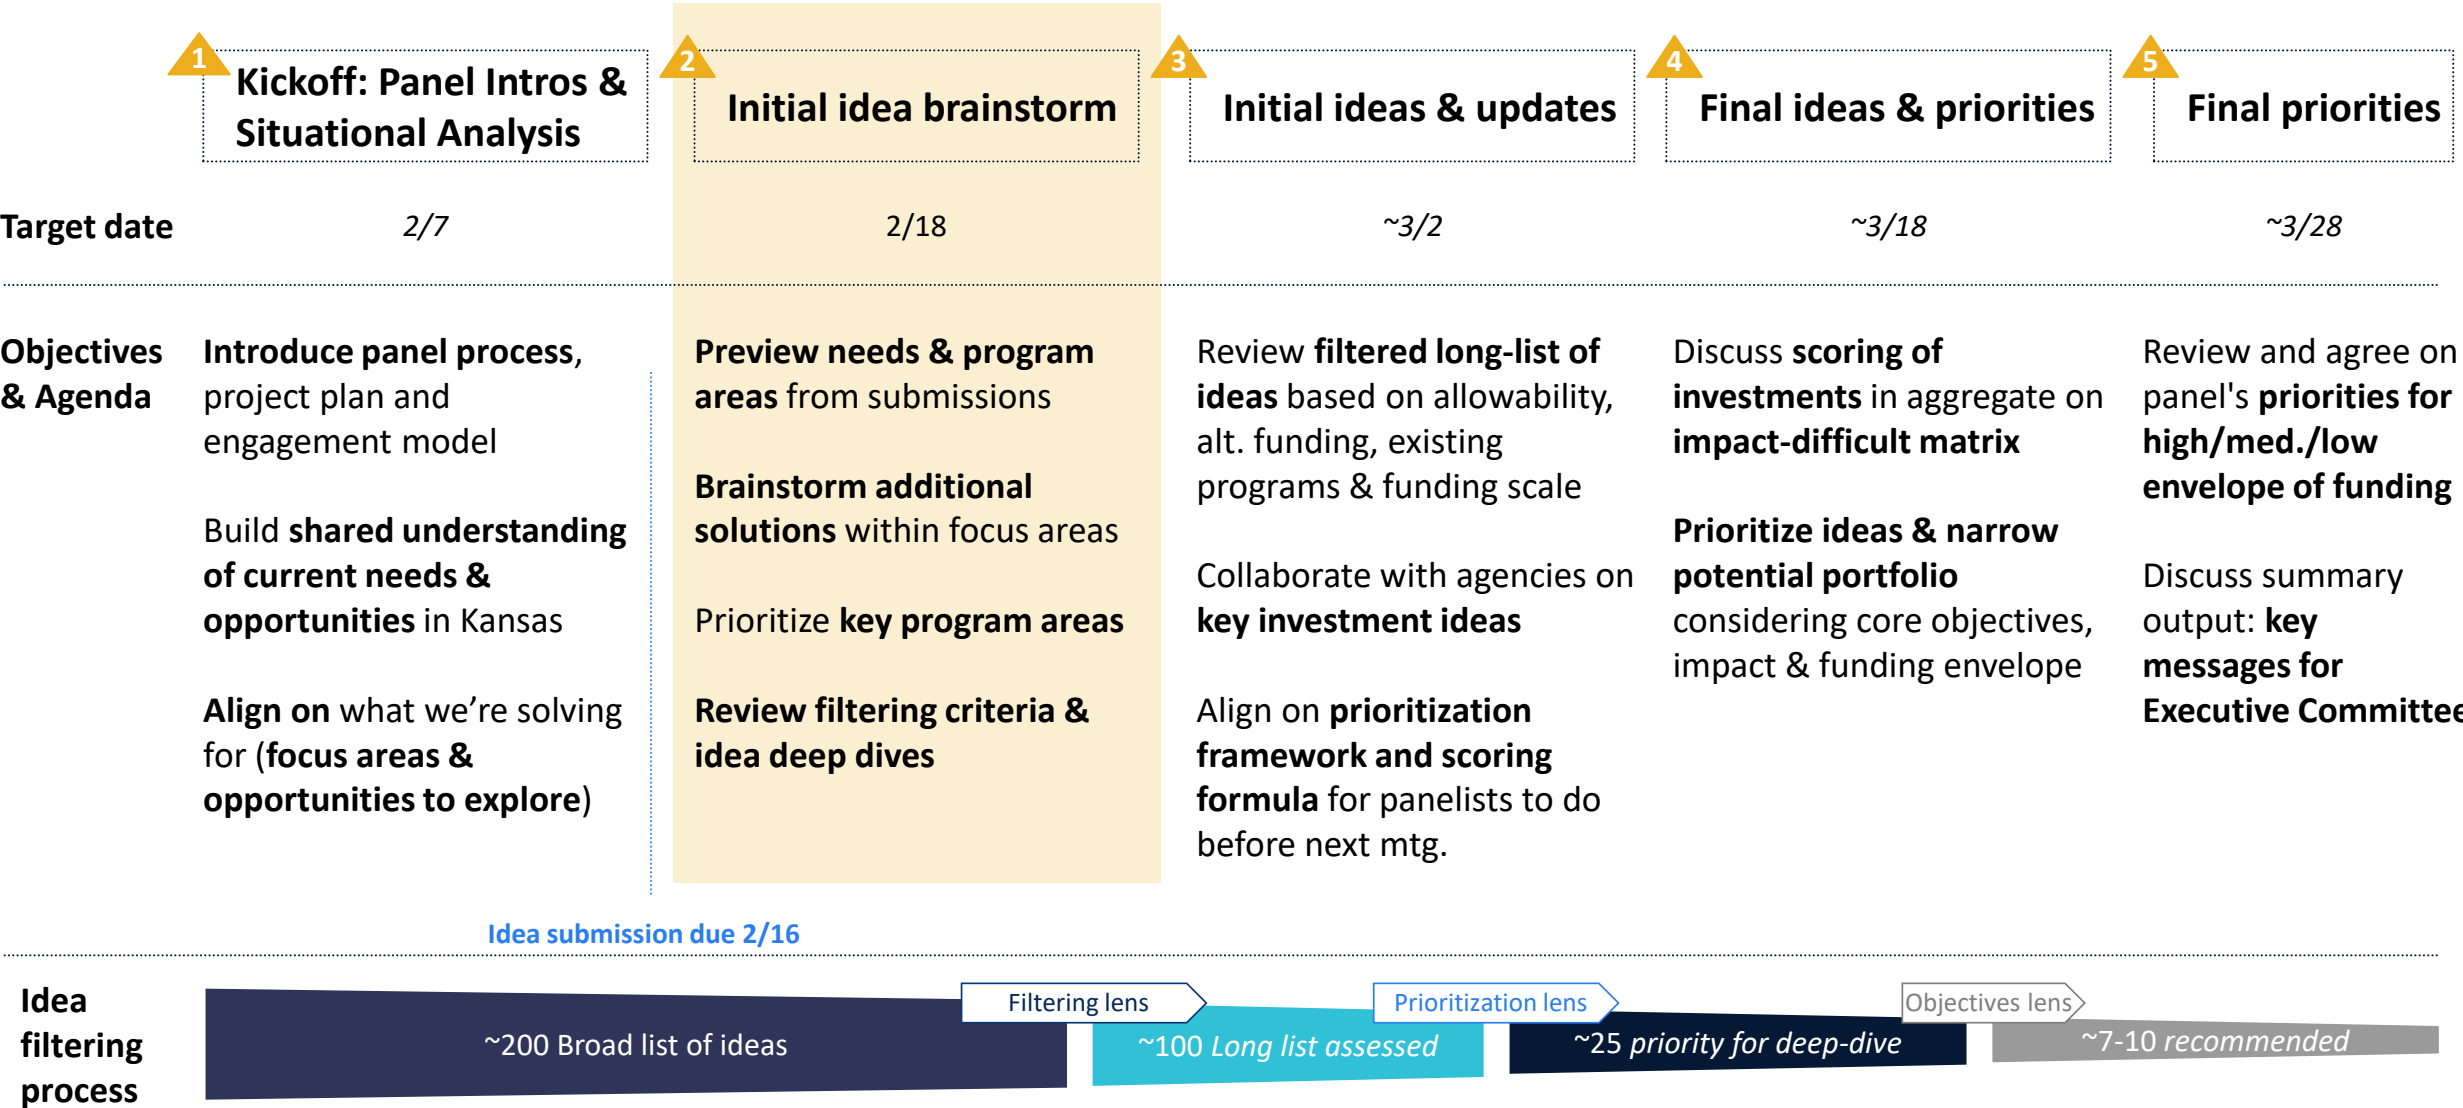 1
Kickoff: Panel Intros &
Situational Analysis
2
Initial idea brainstorm
3
Initial ideas & updates
4
Final ideas & priorities
5
Final priorities
Target date
2/7
2/18
~3/2
~3/18
~3/28
Objectives
& Agenda
Introduce panel process,
project plan and
engagement model
Build shared understanding
of current needs &
opportunities in Kansas
Align on what we're solving
for (focus areas &
opportunities to explore)
Preview needs & program
areas from submissions
Brainstorm additional
solutions within focus areas
Prioritize key program areas
Review filtering criteria &
idea deep dives
Review filtered long-list of
ideas based on allowability,
alt. funding, existing
programs & funding scale
Collaborate with agencies on
key investment ideas
Align on prioritization
framework and scoring
formula for panelists to do
before next mtg.
Discuss scoring of
investments in aggregate on
impact-difficult matrix
Prioritize ideas & narrow
potential portfolio
considering core objectives,
impact & funding envelope
Review and agree on
panel's priorities for
high/med./low
envelope of funding
Discuss summary
output: key
messages for
Executive Committee
Idea submission due 2/16
Idea
filtering
process
~200 Broad list of ideas
Filtering lens
~100 Long list assessed
Prioritization lens
~25 priority for deep-dive
Objectives lens
~7-10 recommended